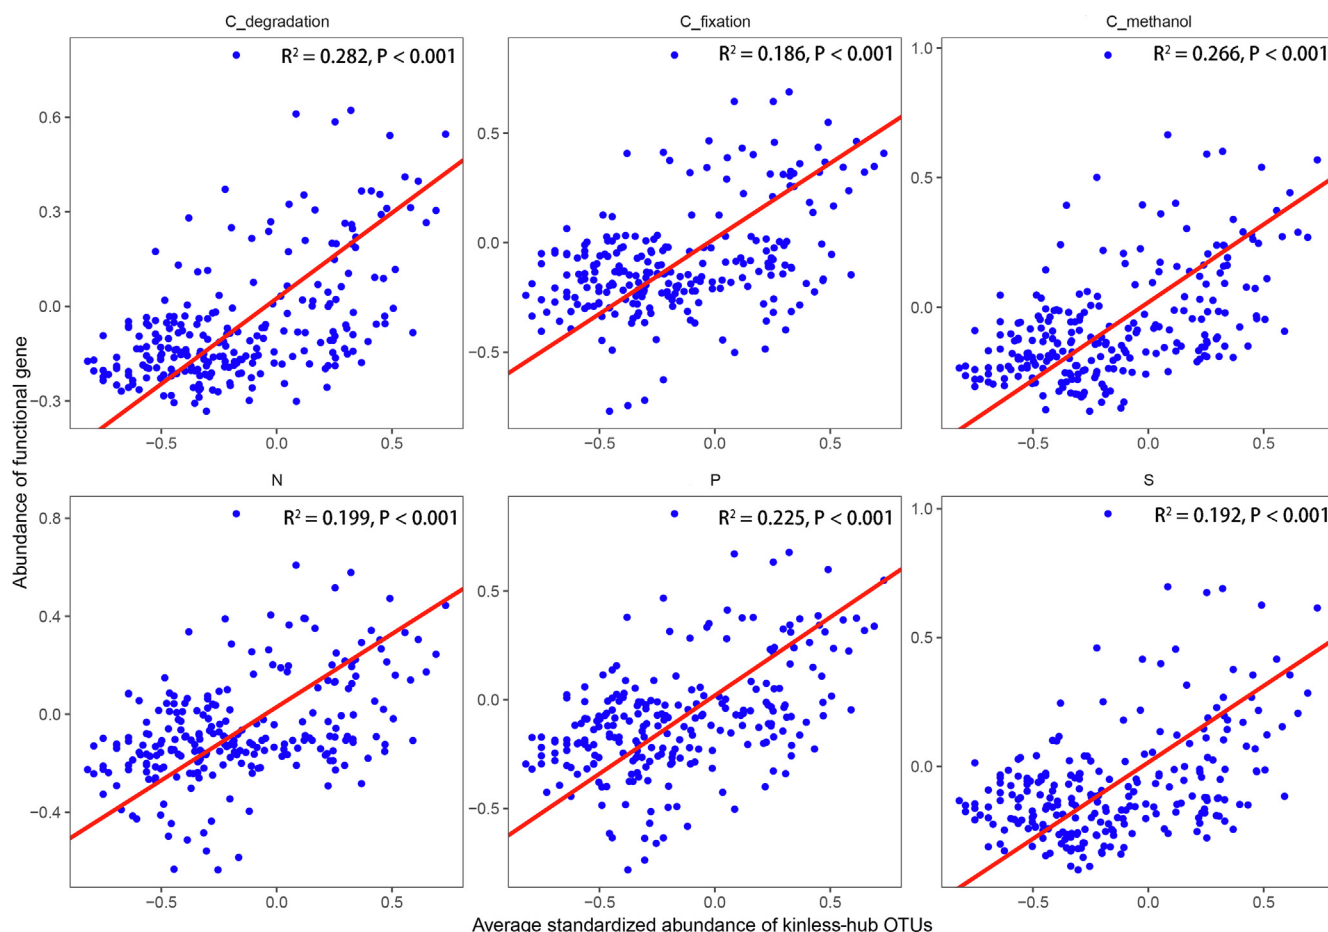 C_degradation
C_fixation
C_methanol
R² = 0.282, P < 0.001
R² = 0.186, P < 0.001
R² = 0.266, P < 0.001
0.6
0.3
0.0
−0.3
0.5
0.0
−0.5
1.0
0.5
0.0
−0.5 0.0 0.5
−0.5 0.0 0.5
−0.5 0.0 0.5
Abundance of functional gene
N
P
S
R² = 0.199, P < 0.001
R² = 0.225, P < 0.001
R² = 0.192, P < 0.001
0.8
0.4
0.0
−0.4
0.5
0.0
−0.5
1.0
0.5
0.0
−0.5 0.0 0.5
−0.5 0.0 0.5
−0.5 0.0 0.5
Average standardized abundance of kinless-hub OTUs